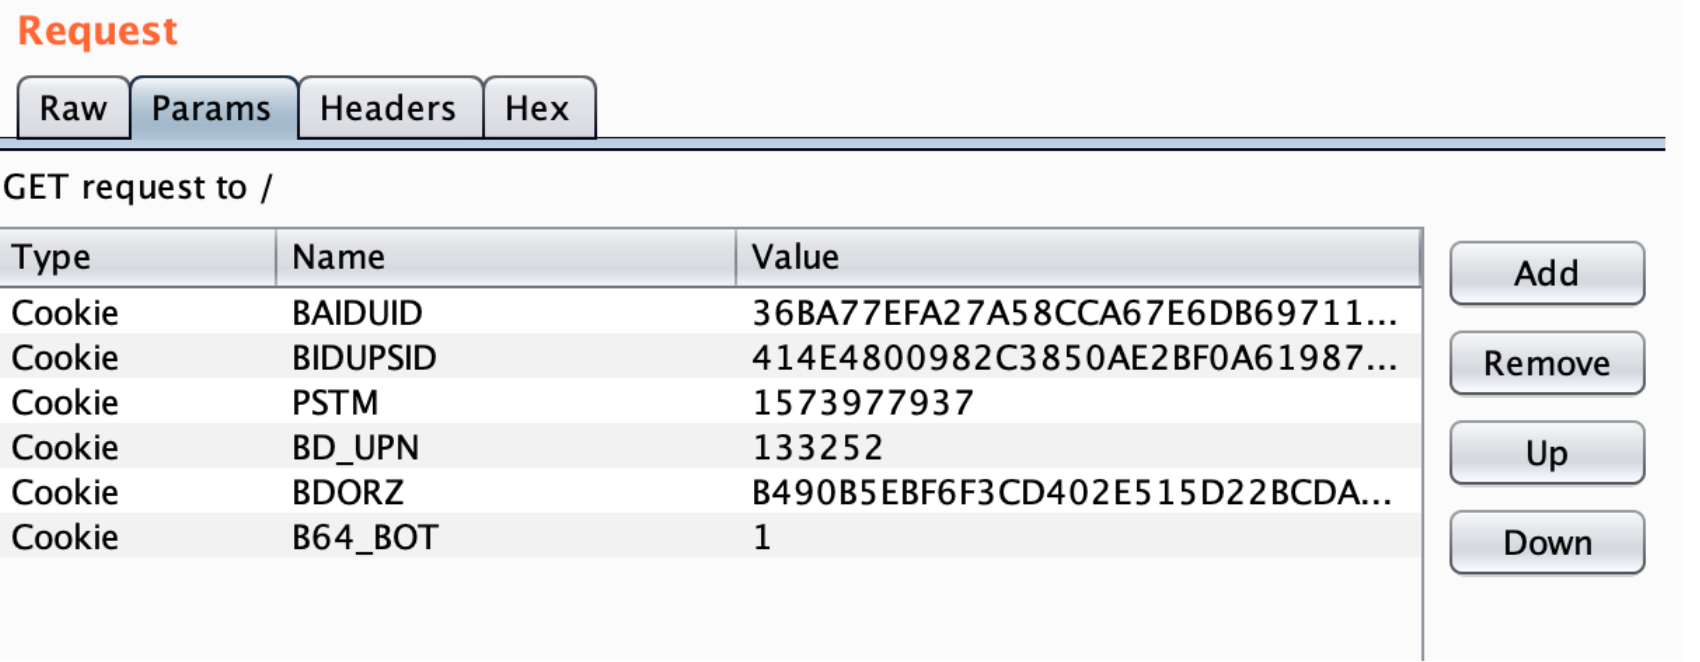 Request
Raw Params Headers Hex
GET request to /
Type Name Value
Cookie BAIDUID 36BA77EFA27A58CCA67E6DB69711...
Cookie BIDUPSID 414E4800982C3850AE2BF0A61987...
Cookie PSTM 1573977937
Cookie BD_UPN 133252
Cookie BDORZ B490B5EBF6F3CD402E515D22BCDA...
Cookie B64_BOT 1
Add
Remove
Up
Down